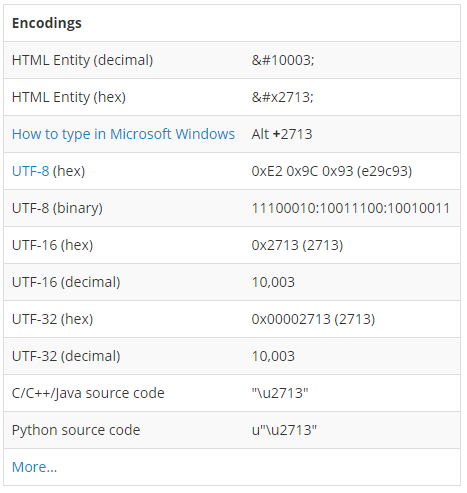 Encodings
HTML Entity (decimal) &#10003;
HTML Entity (hex) &#x2713;
How to type in Microsoft Windows Alt +2713
UTF-8 (hex) 0xE2 0x9C 0x93 (e29c93)
UTF-8 (binary) 11100010:10011100:10010011
UTF-16 (hex) 0x2713 (2713)
UTF-16 (decimal) 10,003
UTF-32 (hex) 0x00002713 (2713)
UTF-32 (decimal) 10,003
C/C++/Java source code "\u2713"
Python source code u"\u2713"
More...